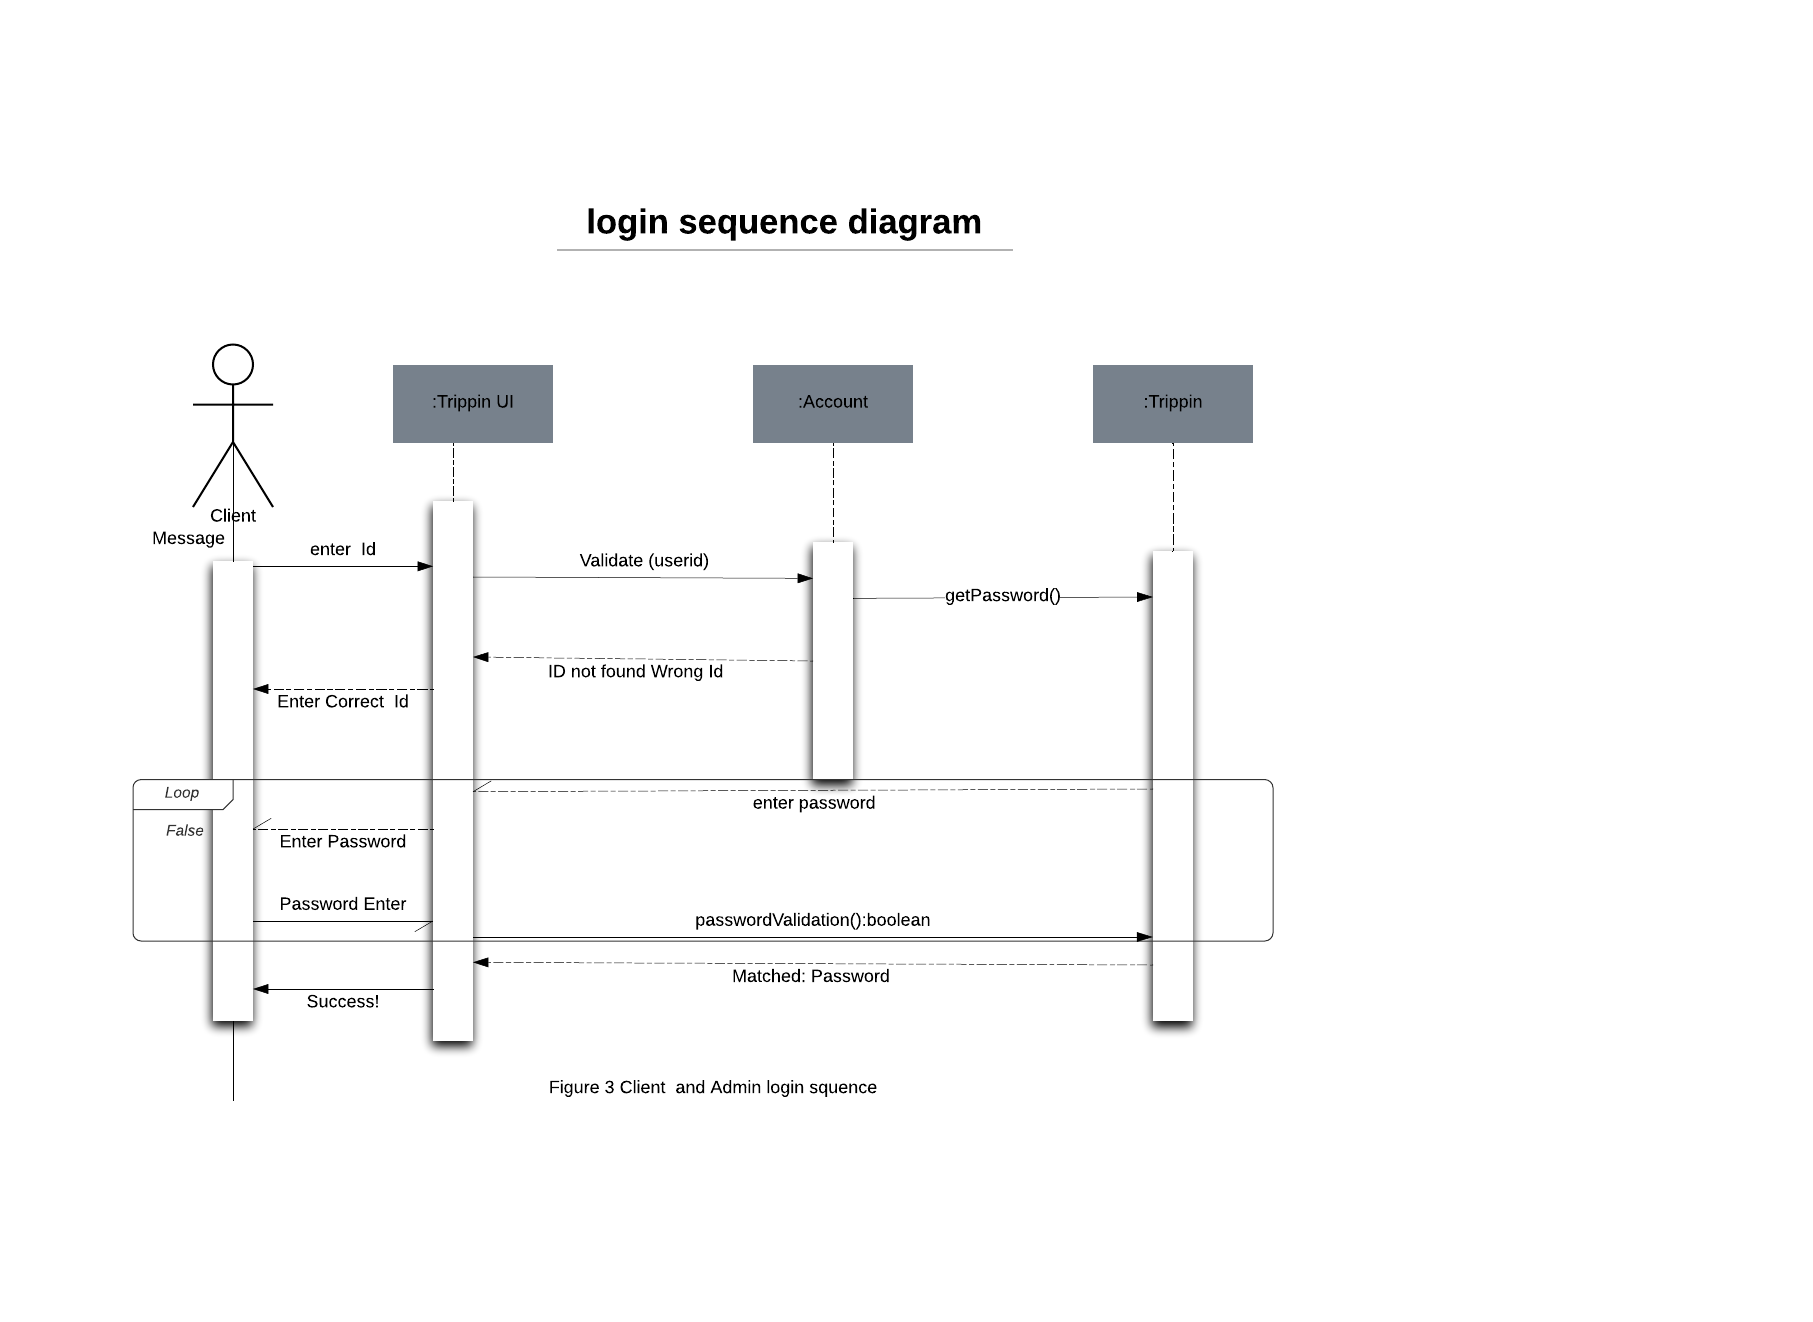 login sequence diagram
:Trippin UI
:Account
:Trippin
Client
Message
enter  Id
Validate (userid)
getPassword()
ID not found Wrong Id
Enter Correct  Id
Loop
enter password
False
Enter Password
Password Enter
passwordValidation():boolean
Matched: Password
Success!
Figure 3 Client  and Admin login squence